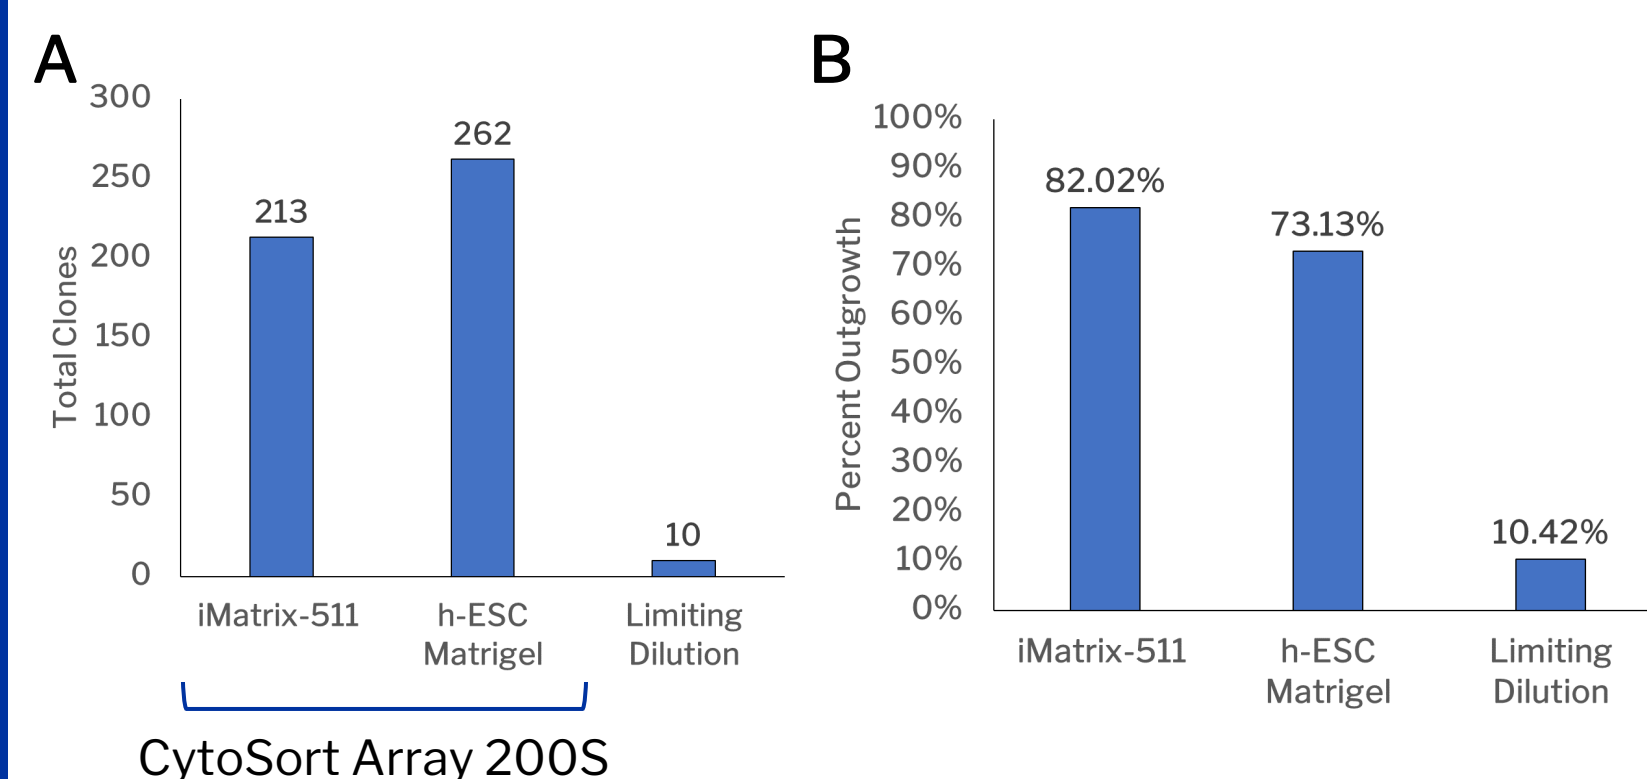 A
300
250
200
150
100
50
0
Total Clones
213
262
10
iMatrix-511
h-ESC
Matrigel
Limiting
Dilution
CytoSort Array 200S
B
100%
90%
80%
70%
60%
50%
40%
30%
20%
10%
0%
Percent Outgrowth
82.02%
73.13%
10.42%
iMatrix-511
h-ESC
Matrigel
Limiting
Dilution